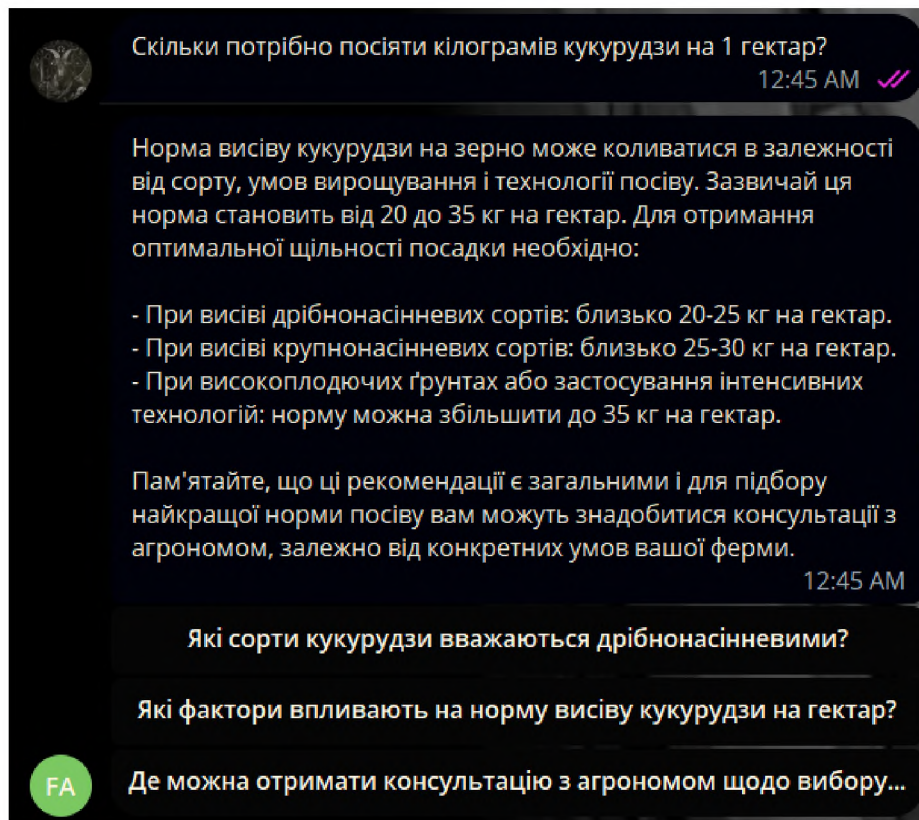 Скільки потрібно посіяти кілограмів кукурудзи на 1 гектар?
12:45 AM
Норма висіву кукурудзи на зерно може коливатися в залежності
від сорту, умов вирощування і технології посіву. Зазвичай ця
норма становить від 20 до 35 кг на гектар. Для отримання
оптимальної щільності посадки необхідно:
- При висіві дрібнонасінневих сортів: близько 20-25 кг на гектар.
- При висіві крупнонасінневих сортів: близько 25-30 кг на гектар.
- При високоплодючих ґрунтах або застосування інтенсивних
технологій: норму можна збільшити до 35 кг на гектар.
Пам'ятайте, що ці рекомендації є загальними і для підбору
найкращої норми посіву вам можуть знадобитися консультації з
агрономом, залежно від конкретних умов вашої ферми.
12:45 AM
Які сорти кукурудзи вважаються дрібнонасінневими?
Які фактори впливають на норму висіву кукурудзи на гектар?
FA Де можна отримати консультацію з агрономом щодо вибору...